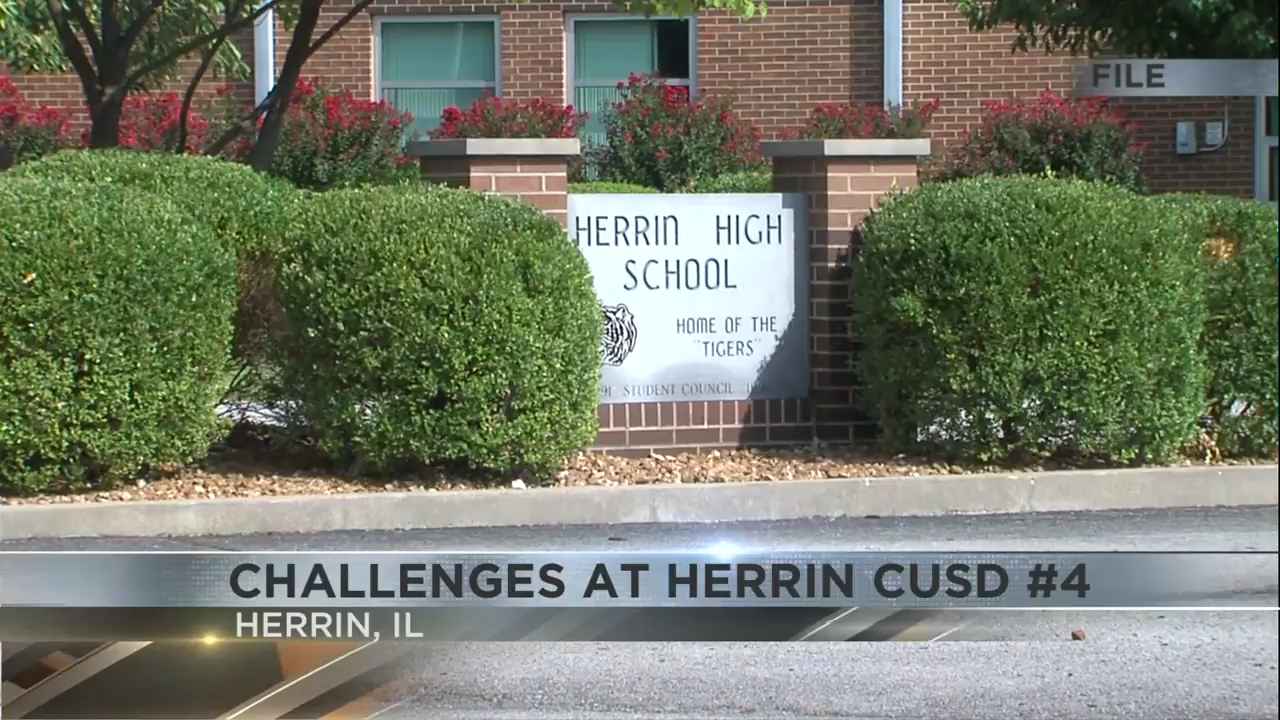 FILE
HERRIN HIGH
SCHOOL
HOME OF THE
"TIGERS"
STUDENT COUNCIL
CHALLENGES AT HERRIN CUSD #4
HERRIN, IL